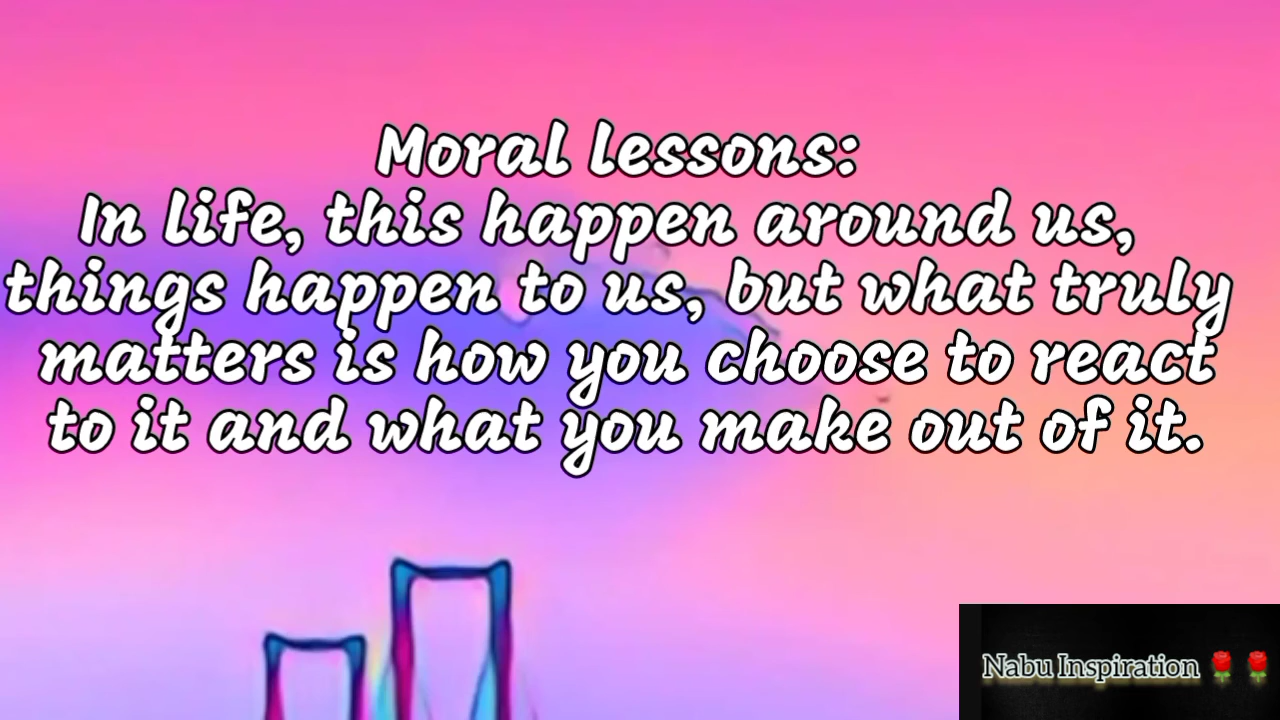 Moral lessons:
In life, this happen around us,
things happen to us, but what truly
matters is how you choose to react
to it and what you make out of it.
Nabu Inspiration 🌹🌹